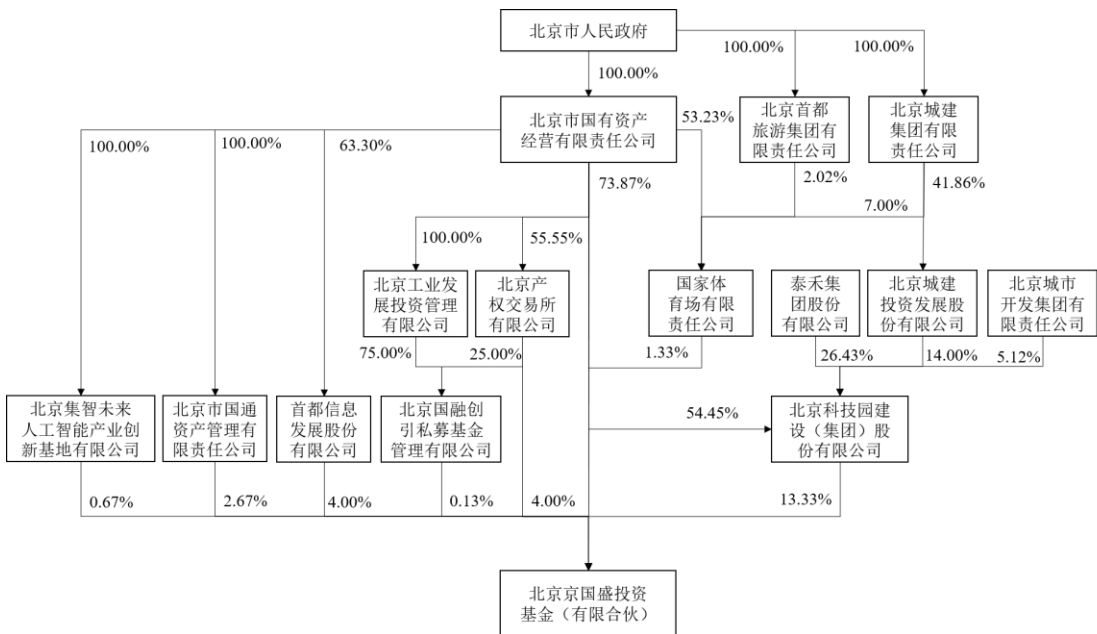 北京市人民政府
100.00%
100.00%
100.00%
北京市国有资产
经营有限责任公司
北京首都
旅游集团有
限责任公司
北京城建
集团有限
责任公司
53.23%
100.00%
100.00%
63.30%
73.87%
2.02%
41.86%
7.00%
100.00%
55.55%
北京工业发
展投资管理
有限公司
北京产
权交易所
有限公司
国家体
育场有限
责任公司
泰禾集
团股份
有限公司
北京城建
投资发展股
份有限公司
北京城市
开发集团有
限责任公司
75.00%
25.00%
1.33%
26.43%
14.00%
5.12%
北京集智未来
人工智能产业创
新基地有限公司
北京市国通
资产管理有
限责任公司
首都信息
发展股份
有限公司
北京国融创
引私募基金
管理有限公司
54.45%
北京科技园建
设（集团）股
份有限公司
0.67%
2.67%
4.00%
0.13%
4.00%
13.33%
北京京国盛投资
基金（有限合伙）